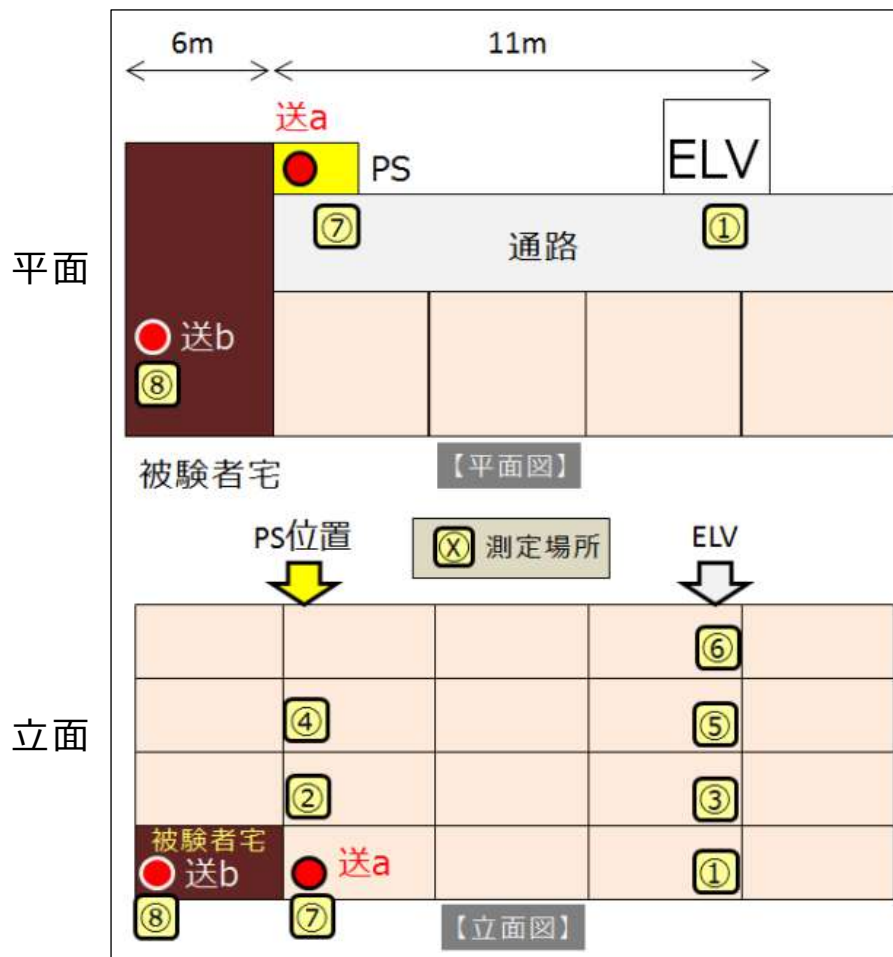 6m 11m
送a
PS ELV
⑦ 通路 ①
平面
送b
⑧
被験者宅 【平面図】
PS位置 Ⓧ 測定場所 ELV
⑥
立面
④ ⑤
② ③
被験者宅
送b 送a ①
⑧ ⑦ 【立面図】